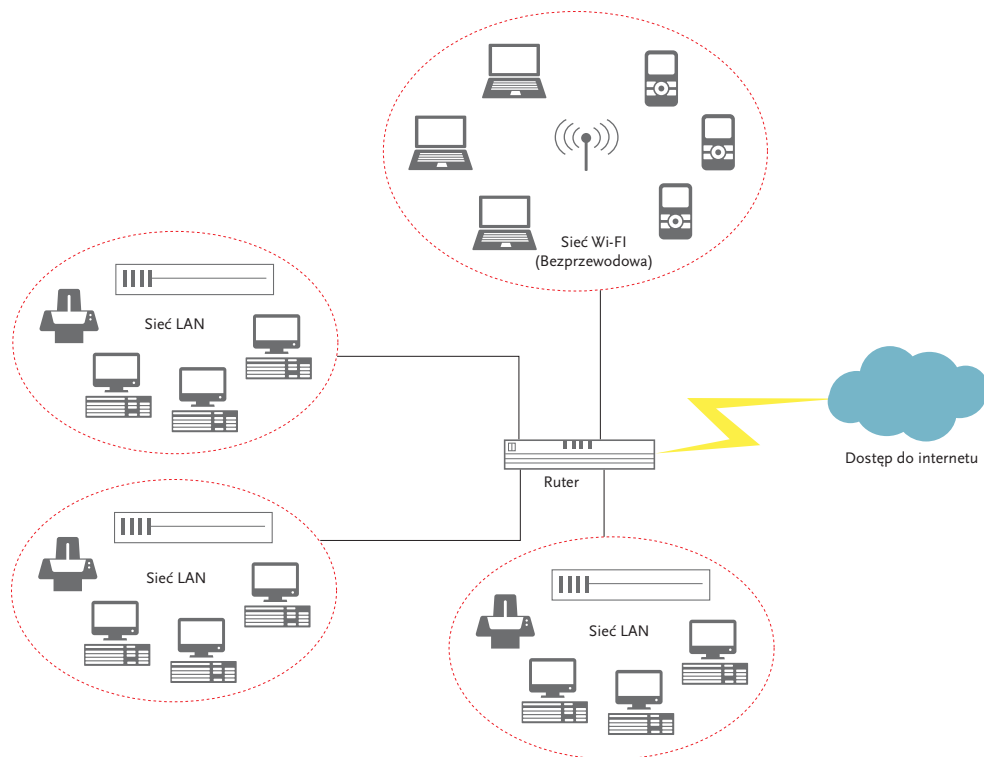 Sieć Wi-FI
(Bezprzewodowa)
Sieć LAN
Dostęp do internetu
Ruter
Sieć LAN
Sieć LAN